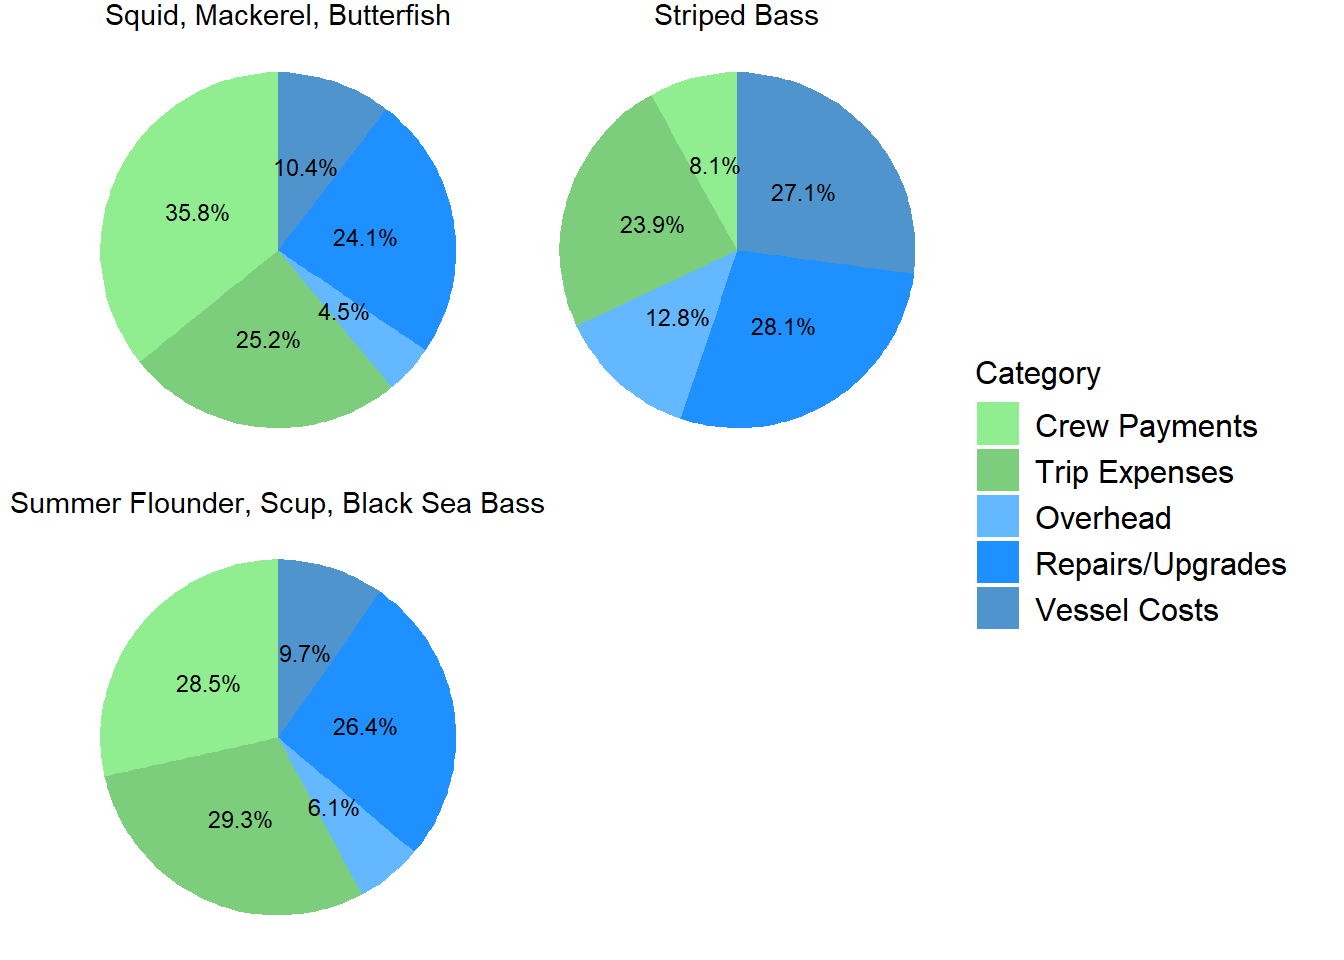 Squid, Mackerel, Butterfish
10.4%
35.8%
24.1%
4.5%
25.2%
Striped Bass
8.1%
27.1%
23.9%
12.8%
28.1%
Summer Flounder, Scup, Black Sea Bass
9.7%
28.5%
26.4%
6.1%
29.3%
Category
Crew Payments
Trip Expenses
Overhead
Repairs/Upgrades
Vessel Costs